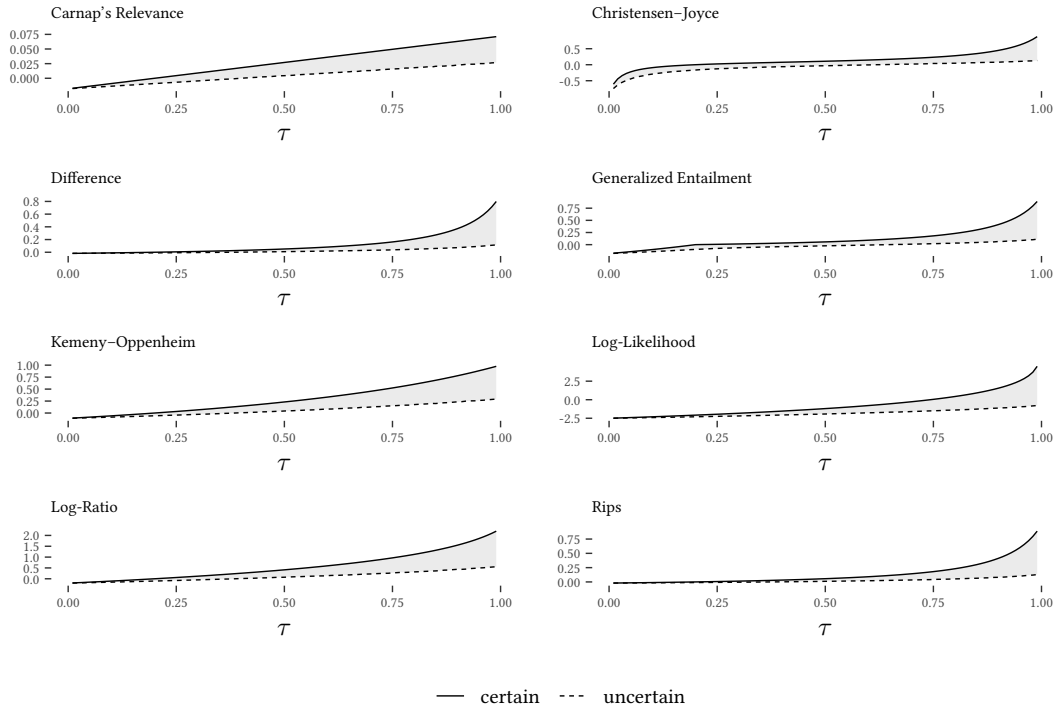 Carnap's Relevance
0.075
0.050
0.025
0.000
0.00 0.25 0.50 0.75 1.00
τ
Christensen–Joyce
0.5
0.0
-0.5
0.00 0.25 0.50 0.75 1.00
τ
Difference
0.8
0.6
0.4
0.2
0.0
0.00 0.25 0.50 0.75 1.00
τ
Generalized Entailment
0.75
0.50
0.25
0.00
0.00 0.25 0.50 0.75 1.00
τ
Kemeny–Oppenheim
1.00
0.75
0.50
0.25
0.00
0.00 0.25 0.50 0.75 1.00
τ
Log-Likelihood
2.5
0.0
-2.5
0.00 0.25 0.50 0.75 1.00
τ
Log-Ratio
2.0
1.5
1.0
0.5
0.0
0.00 0.25 0.50 0.75 1.00
τ
Rips
0.75
0.50
0.25
0.00
0.00 0.25 0.50 0.75 1.00
τ
certain uncertain